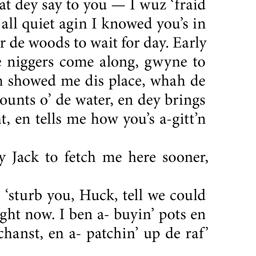 at dey say to you — I wuz ‘fraid
all quiet agin I knowed you’s in
r de woods to wait for day. Early
e niggers come along, gwyne to
n showed me dis place, whah de
ounts o’ de water, en dey brings
t, en tells me how you’s a-gitt’n
y Jack to fetch me here sooner,
‘sturb you, Huck, tell we could
ght now. I ben a- buyin’ pots en
chanst, en a- patchin’ up de raf’